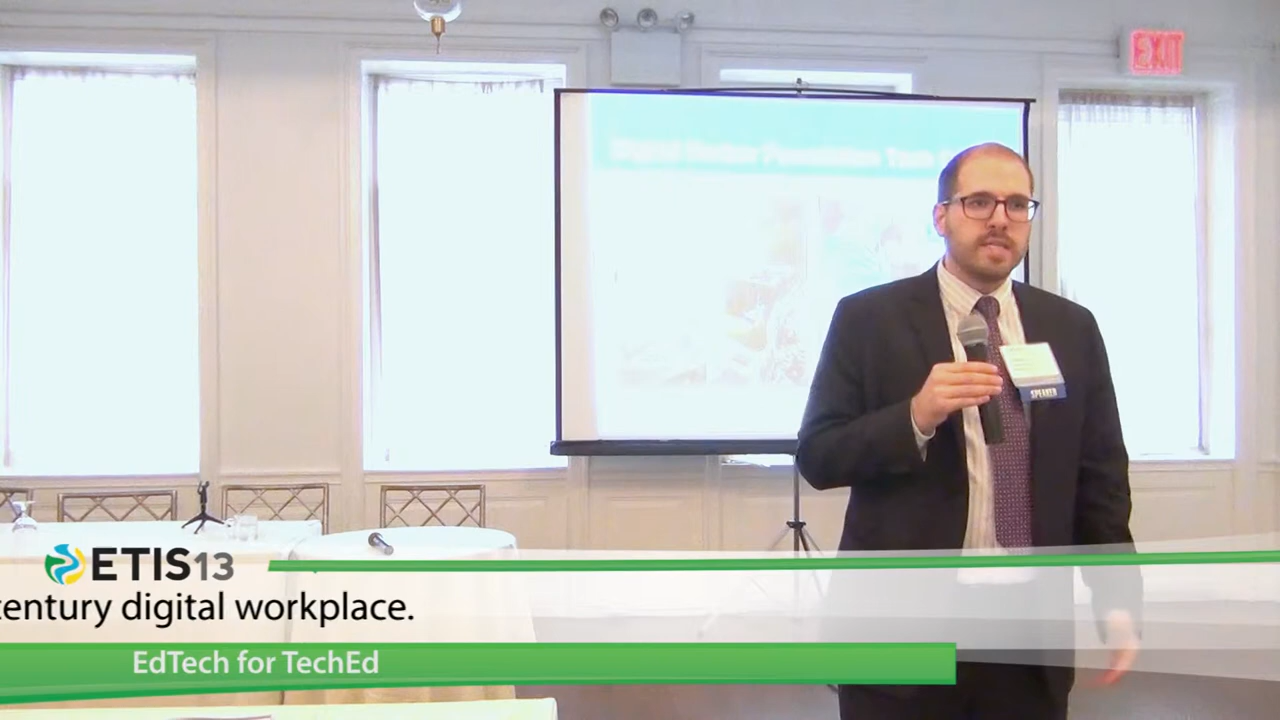 EXIT
SPEAKER
ETIS13
century digital workplace.
EdTech for TechEd